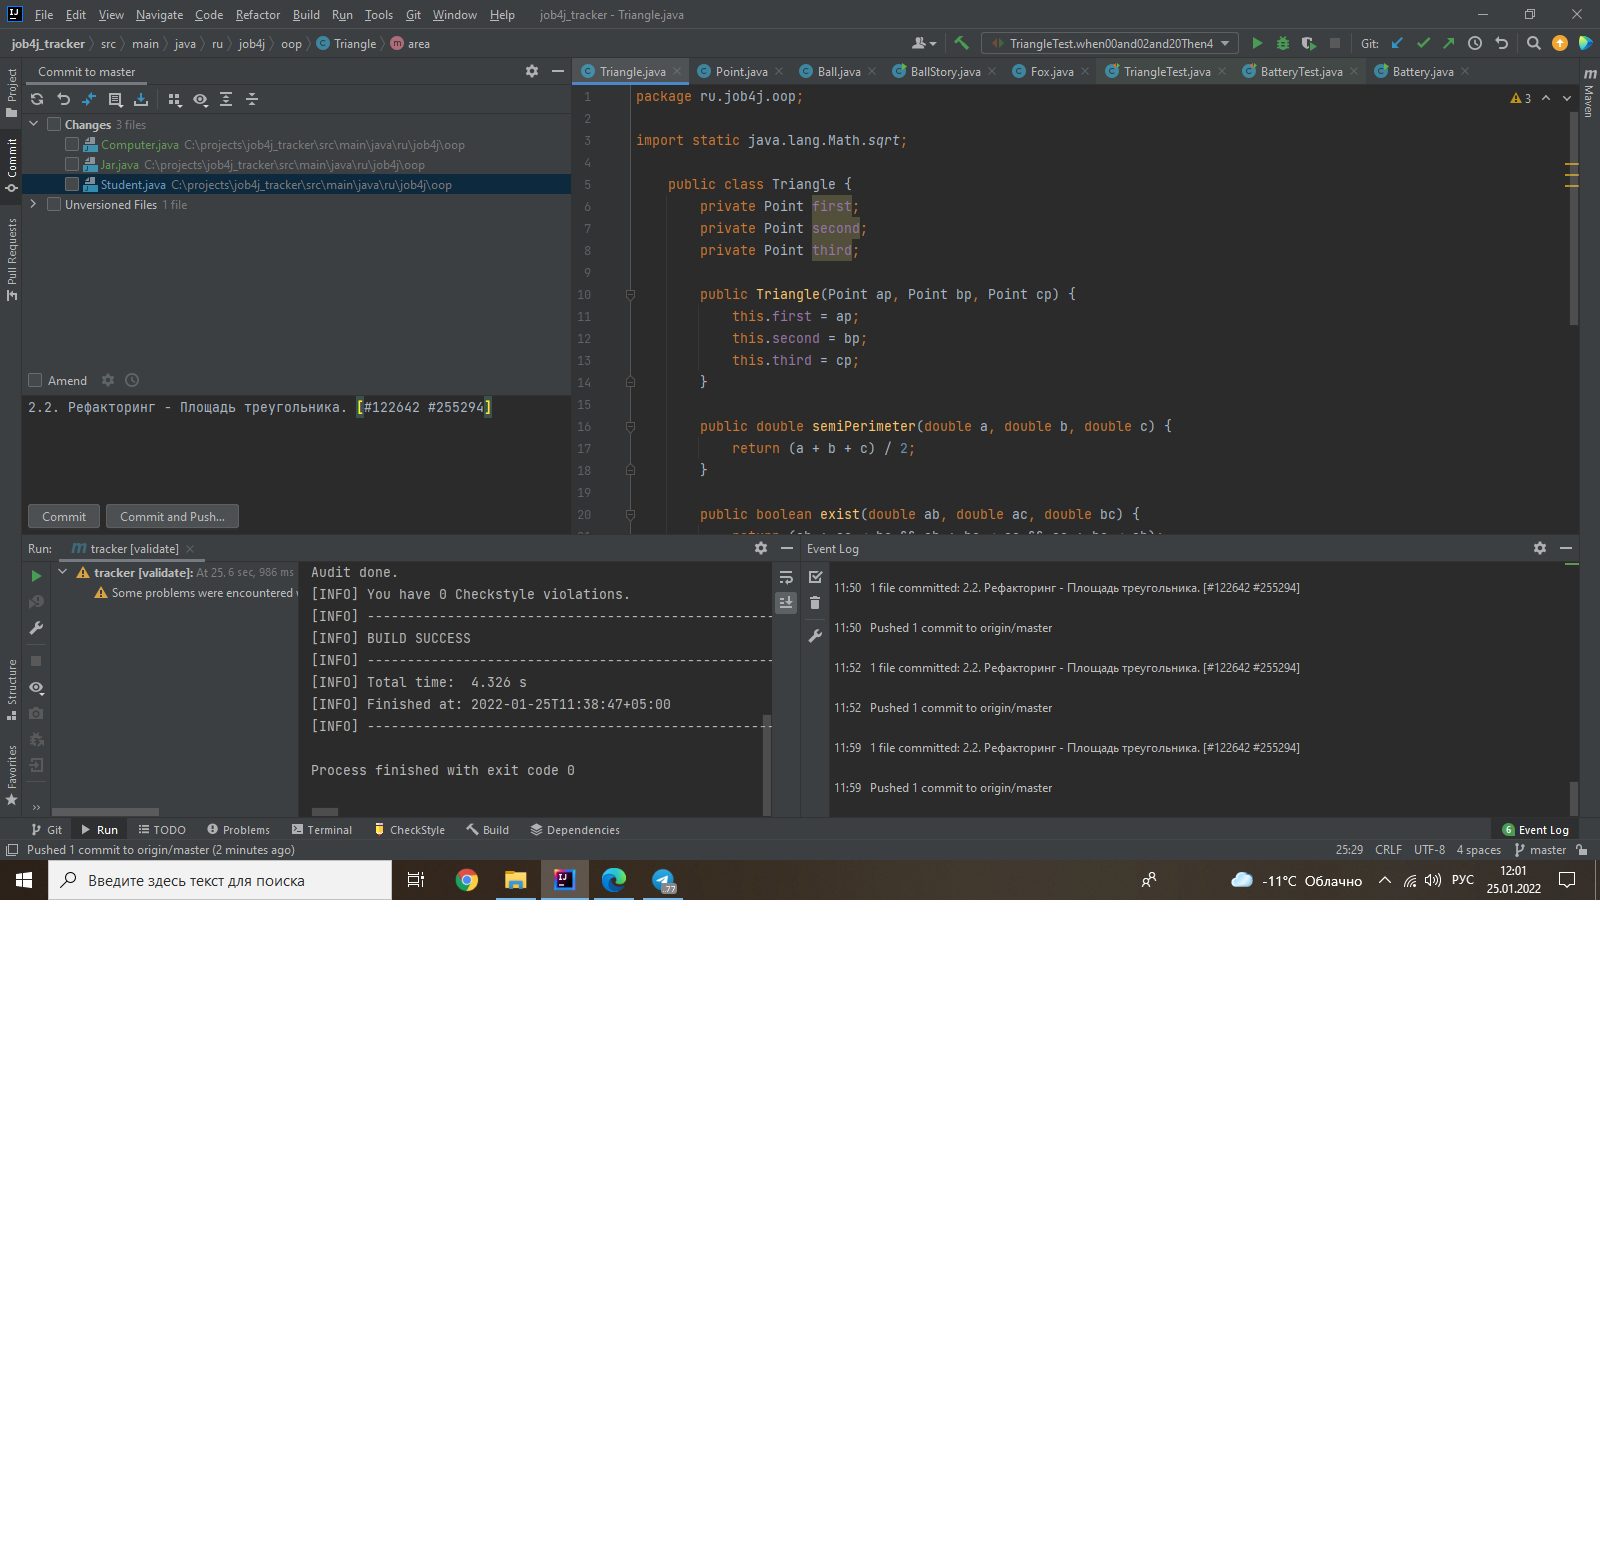 File Edit View Navigate Code Refactor Build Run Tools Git Window Help job4j_tracker - Triangle.java
job4j_tracker src main java ru job4j oop Triangle area
TriangleTest.when00and02and20Then4 Git:
Project
Commit
Pull Requests
Structure
Favorites
Commit to master
Changes 3 files
Computer.java C:\projects\job4j_tracker\src\main\java\ru\job4j\oop
Jar.java C:\projects\job4j_tracker\src\main\java\ru\job4j\oop
Student.java C:\projects\job4j_tracker\src\main\java\ru\job4j\oop
Unversioned Files 1 file
Amend
2.2. Рефакторинг - Площадь треугольника. [#122642 #255294]
Commit Commit and Push...
Triangle.java Point.java Ball.java BallStory.java Fox.java TriangleTest.java BatteryTest.java Battery.java
3
Maven
1 package ru.job4j.oop;
2
3 import static java.lang.Math.sqrt;
4
5 public class Triangle {
6 private Point first;
7 private Point second;
8 private Point third;
9
10 public Triangle(Point ap, Point bp, Point cp) {
11 this.first = ap;
12 this.second = bp;
13 this.third = cp;
14 }
15
16 public double semiPerimeter(double a, double b, double c) {
17 return (a + b + c) / 2;
18 }
19
20 public boolean exist(double ab, double ac, double bc) {
Run: tracker [validate]
tracker [validate]: At 25, 6 sec, 986 ms
Some problems were encountered
Audit done.
[INFO] You have 0 Checkstyle violations.
[INFO] ---------------------------------------------------
[INFO] BUILD SUCCESS
[INFO] ---------------------------------------------------
[INFO] Total time:  4.326 s
[INFO] Finished at: 2022-01-25T11:38:47+05:00
[INFO] ---------------------------------------------------
Process finished with exit code 0
Event Log
11:50 1 file committed: 2.2. Рефакторинг - Площадь треугольника. [#122642 #255294]
11:50 Pushed 1 commit to origin/master
11:52 1 file committed: 2.2. Рефакторинг - Площадь треугольника. [#122642 #255294]
11:52 Pushed 1 commit to origin/master
11:59 1 file committed: 2.2. Рефакторинг - Площадь треугольника. [#122642 #255294]
11:59 Pushed 1 commit to origin/master
Git Run TODO Problems Terminal CheckStyle Build Dependencies 6 Event Log
Pushed 1 commit to origin/master (2 minutes ago) 25:29 CRLF UTF-8 4 spaces master
Введите здесь текст для поиска 77 -11°C Облачно РУС 12:01
25.01.2022